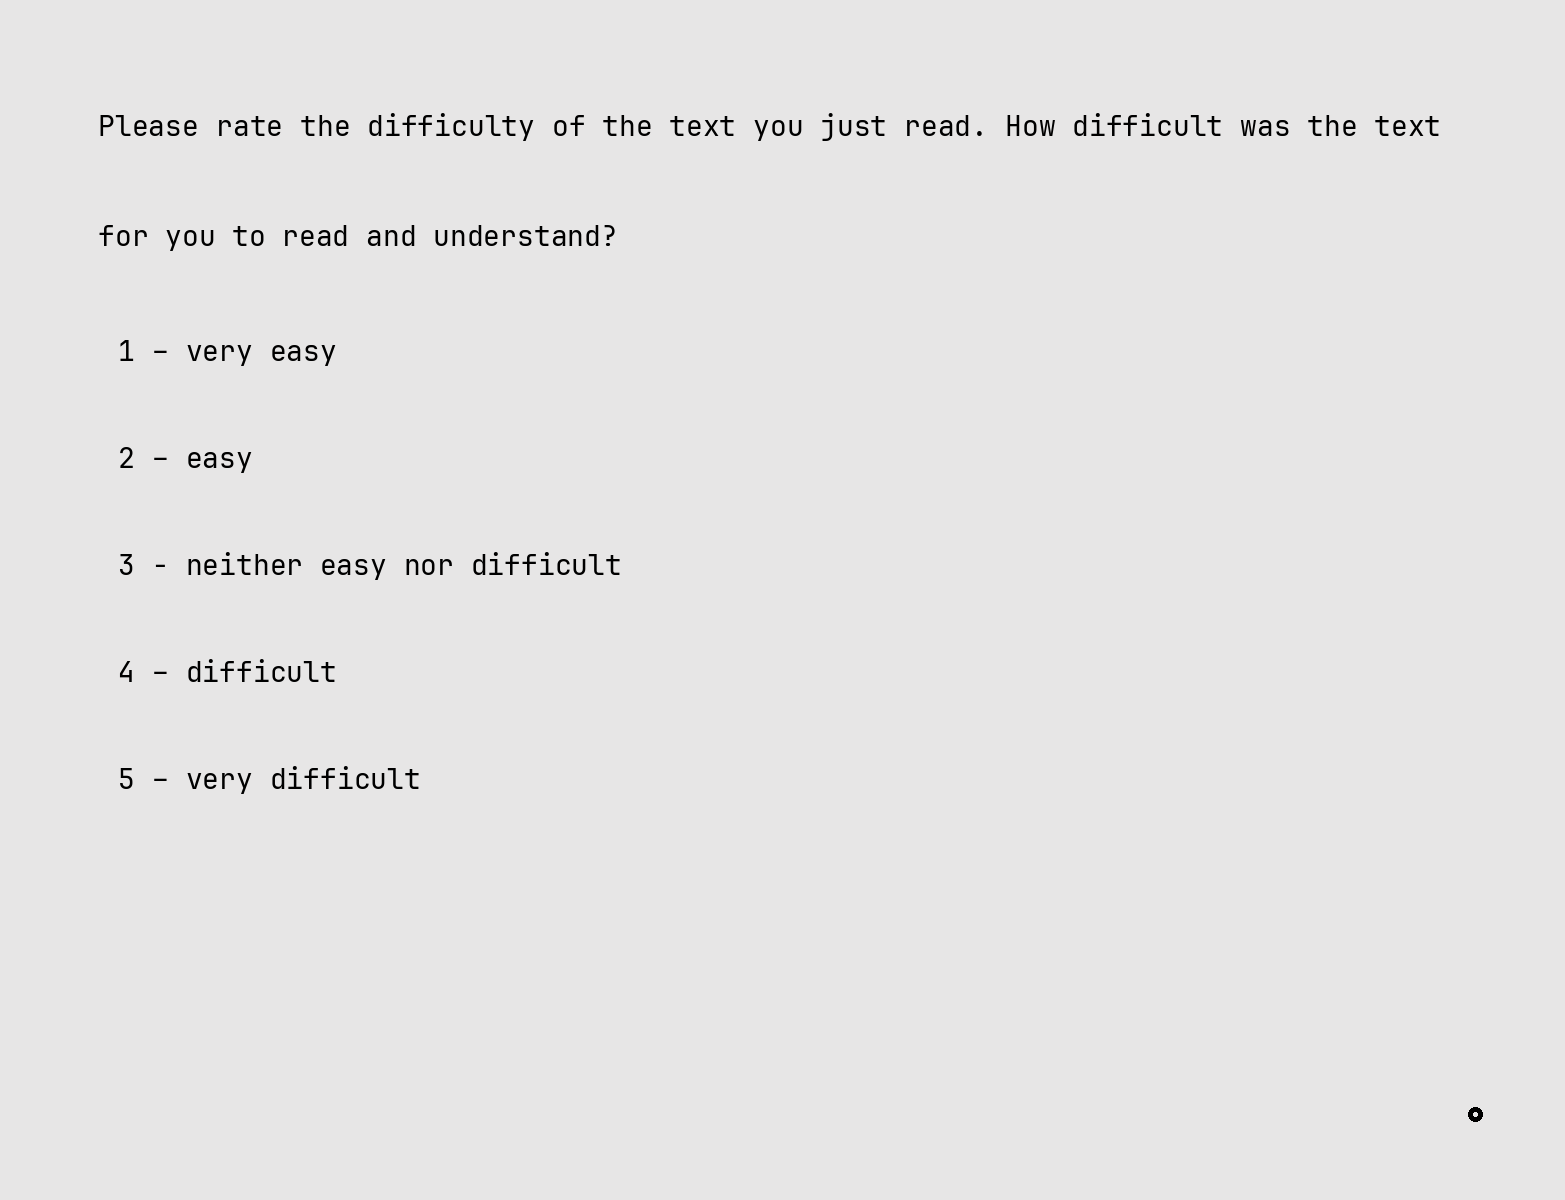 Please rate the difficulty of the text you just read. How difficult was the text
for you to read and understand?
1 – very easy
2 – easy
3 - neither easy nor difficult
4 – difficult
5 – very difficult